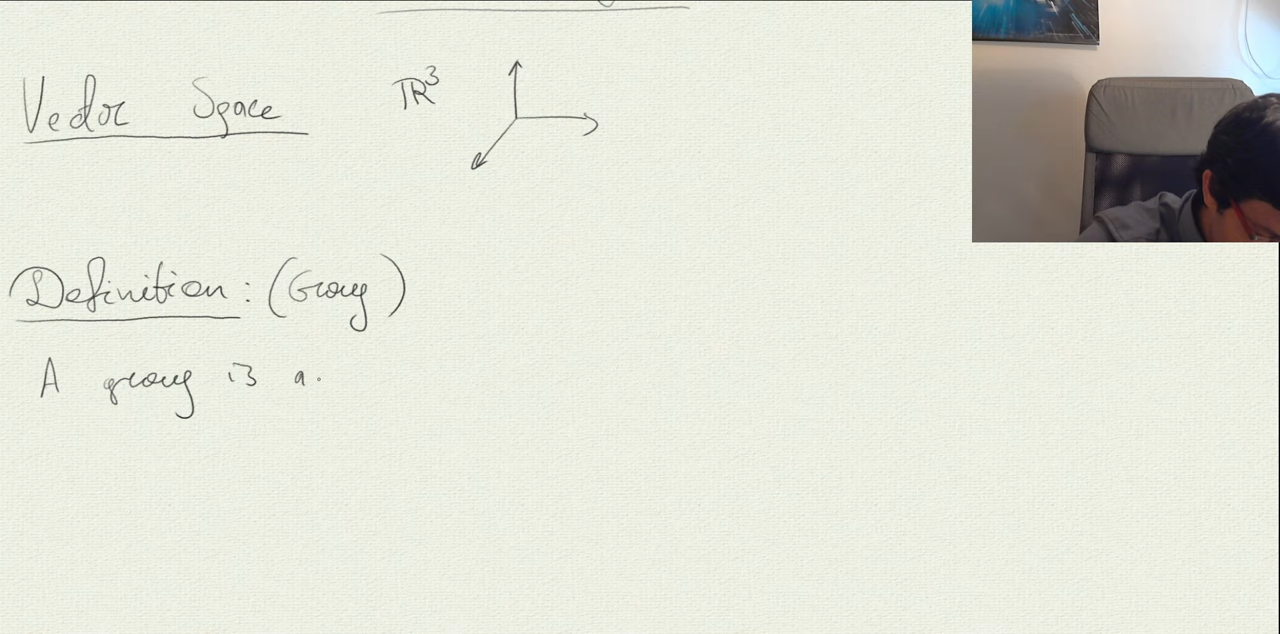 Vector Space ℝ³
Definition: (Group)
A group is a